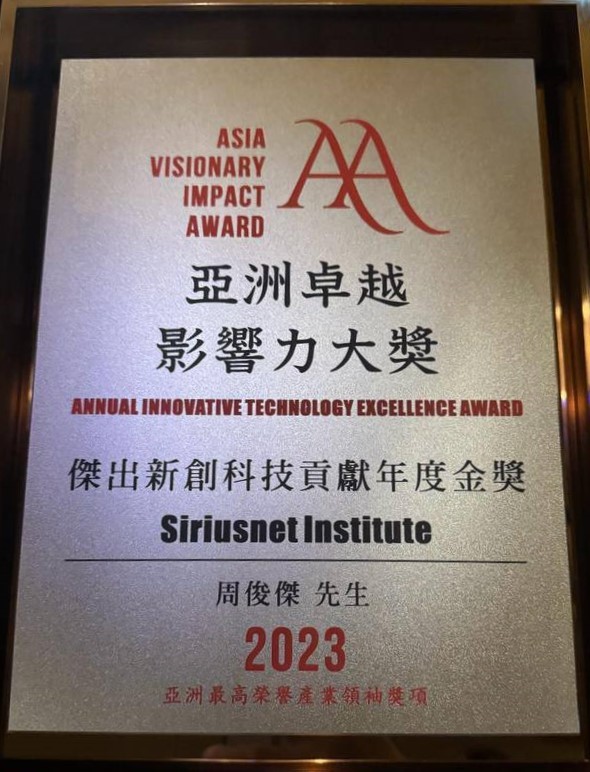 ASIA
VISIONARY
IMPACT
AWARD
AA
亞洲卓越
影響力大獎
ANNUAL INNOVATIVE TECHNOLOGY EXCELLENCE AWARD
傑出新創科技貢獻年度金獎
Siriusnet Institute
周俊傑 先生
2023
亞洲最高榮譽產業領袖獎項